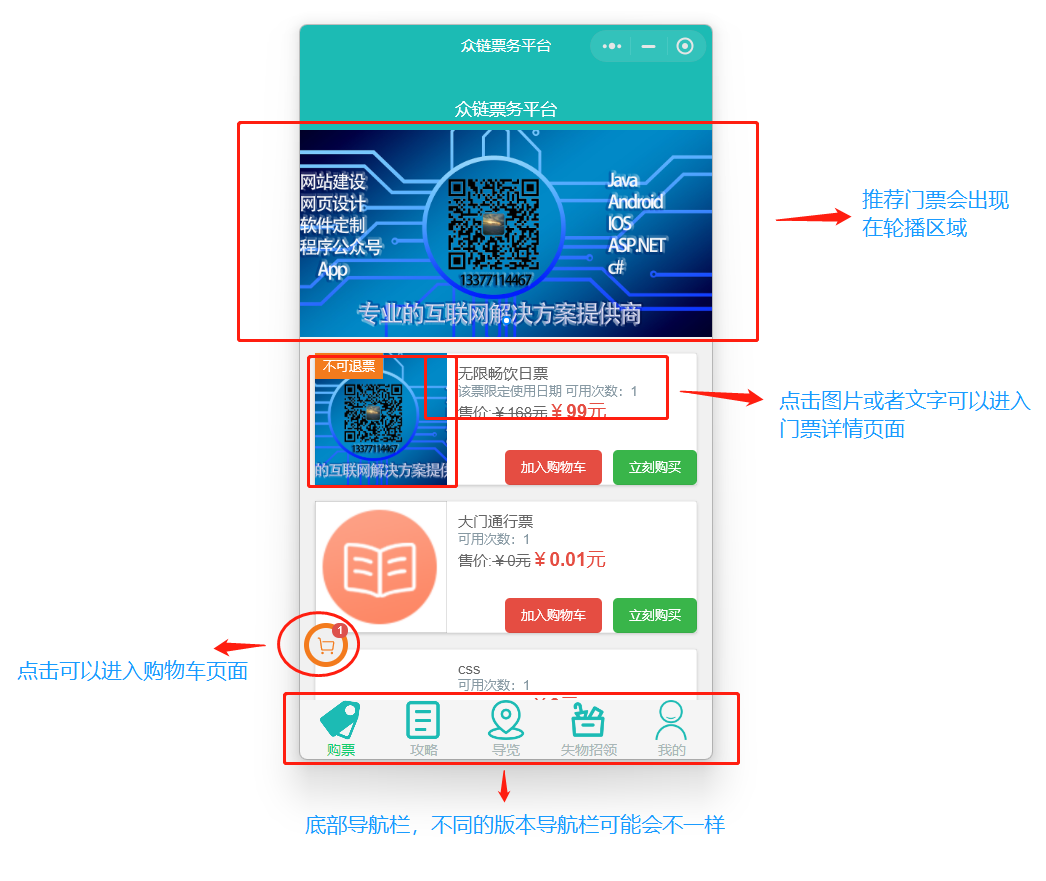 众链票务平台
众链票务平台
网站建设
网页设计
软件定制
程序公众号
App
Java
Android
IOS
ASP.NET
c#
13377114467
专业的互联网解决方案提供商
推荐门票会出现
在轮播区域
不可退票
13377114467
的互联网解决方案提供
无限畅饮日票
该票限定使用日期 可用次数：1
售价:￥168元￥99元
加入购物车
立刻购买
点击图片或者文字可以进入
门票详情页面
大门通行票
可用次数：1
售价:￥0元￥0.01元
加入购物车
立刻购买
1
点击可以进入购物车页面
css
可用次数：1
购票
攻略
导览
失物招领
我的
底部导航栏，不同的版本导航栏可能会不一样